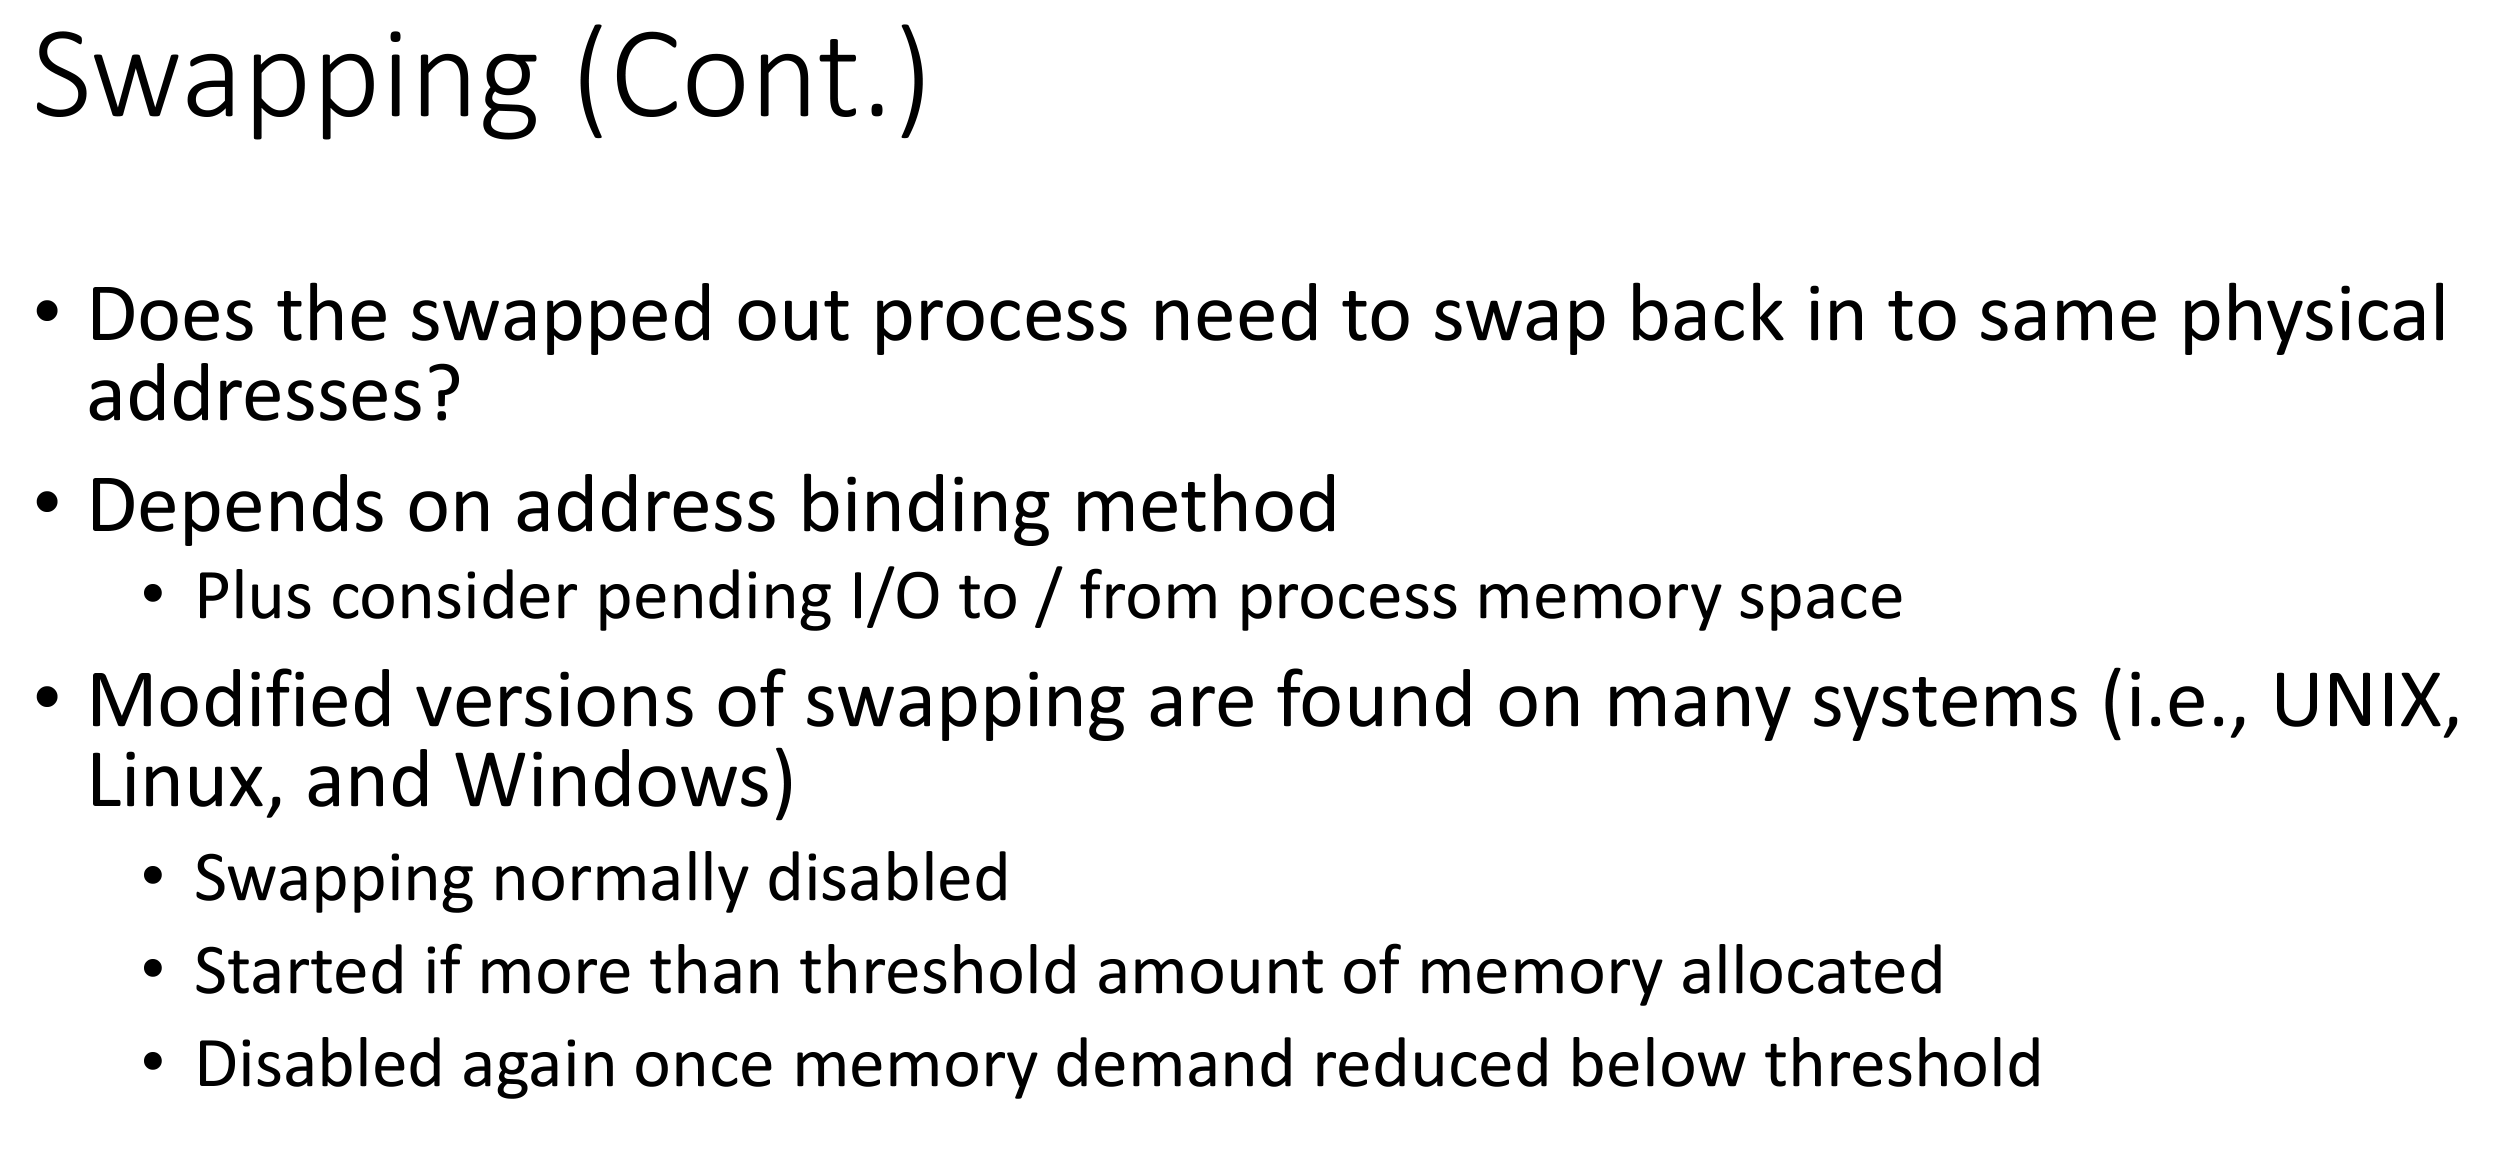 Swapping (Cont.)
• Does the swapped out process need to swap back in to same physical
addresses?
• Depends on address binding method
• Plus consider pending I/O to / from process memory space
• Modified versions of swapping are found on many systems (i.e., UNIX,
Linux, and Windows)
• Swapping normally disabled
• Started if more than threshold amount of memory allocated
• Disabled again once memory demand reduced below threshold